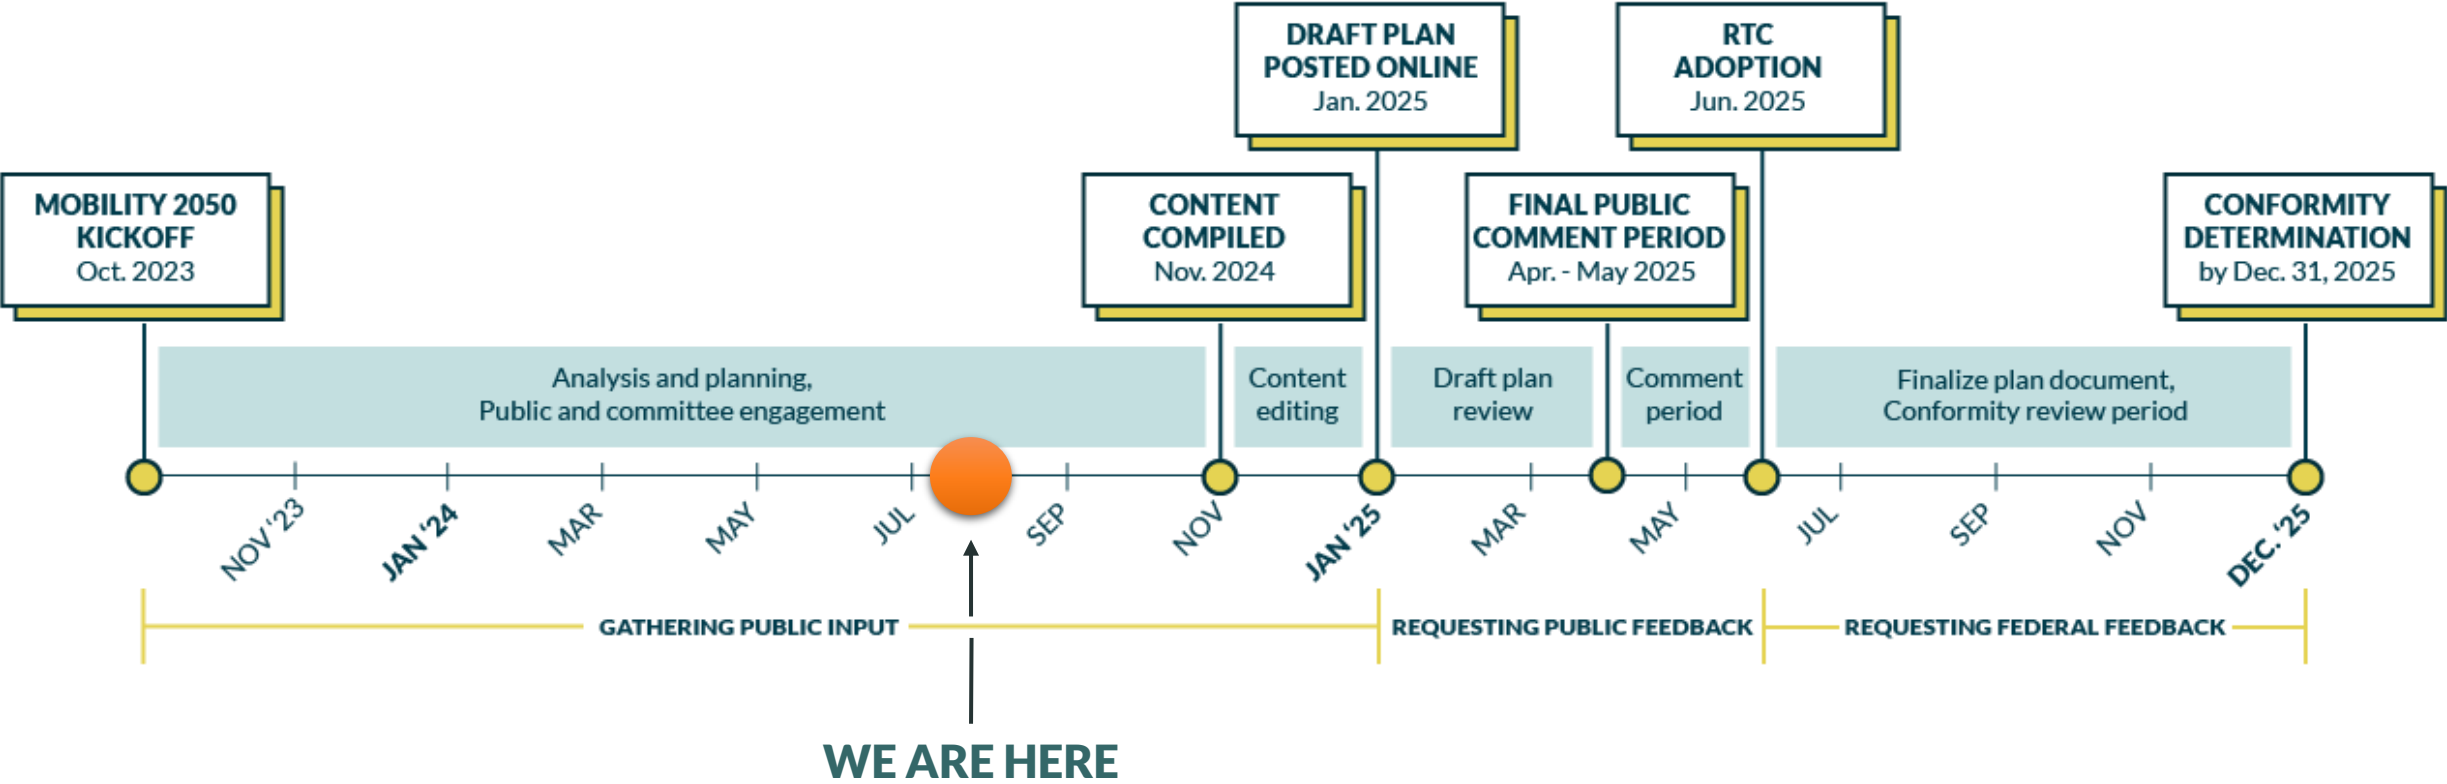 DRAFT PLAN
POSTED ONLINE
Jan. 2025
RTC
ADOPTION
Jun. 2025
MOBILITY 2050
KICKOFF
Oct. 2023
CONTENT
COMPILED
Nov. 2024
FINAL PUBLIC
COMMENT PERIOD
Apr. - May 2025
CONFORMITY
DETERMINATION
by Dec. 31, 2025
Analysis and planning,
Public and committee engagement
Content
editing
Draft plan
review
Comment
period
Finalize plan document,
Conformity review period
NOV ‘23
JAN ‘24
MAR
MAY
JUL
SEP
NOV
JAN ‘25
MAR
MAY
JUL
SEP
NOV
DEC. ‘25
GATHERING PUBLIC INPUT
REQUESTING PUBLIC FEEDBACK
REQUESTING FEDERAL FEEDBACK
WE ARE HERE